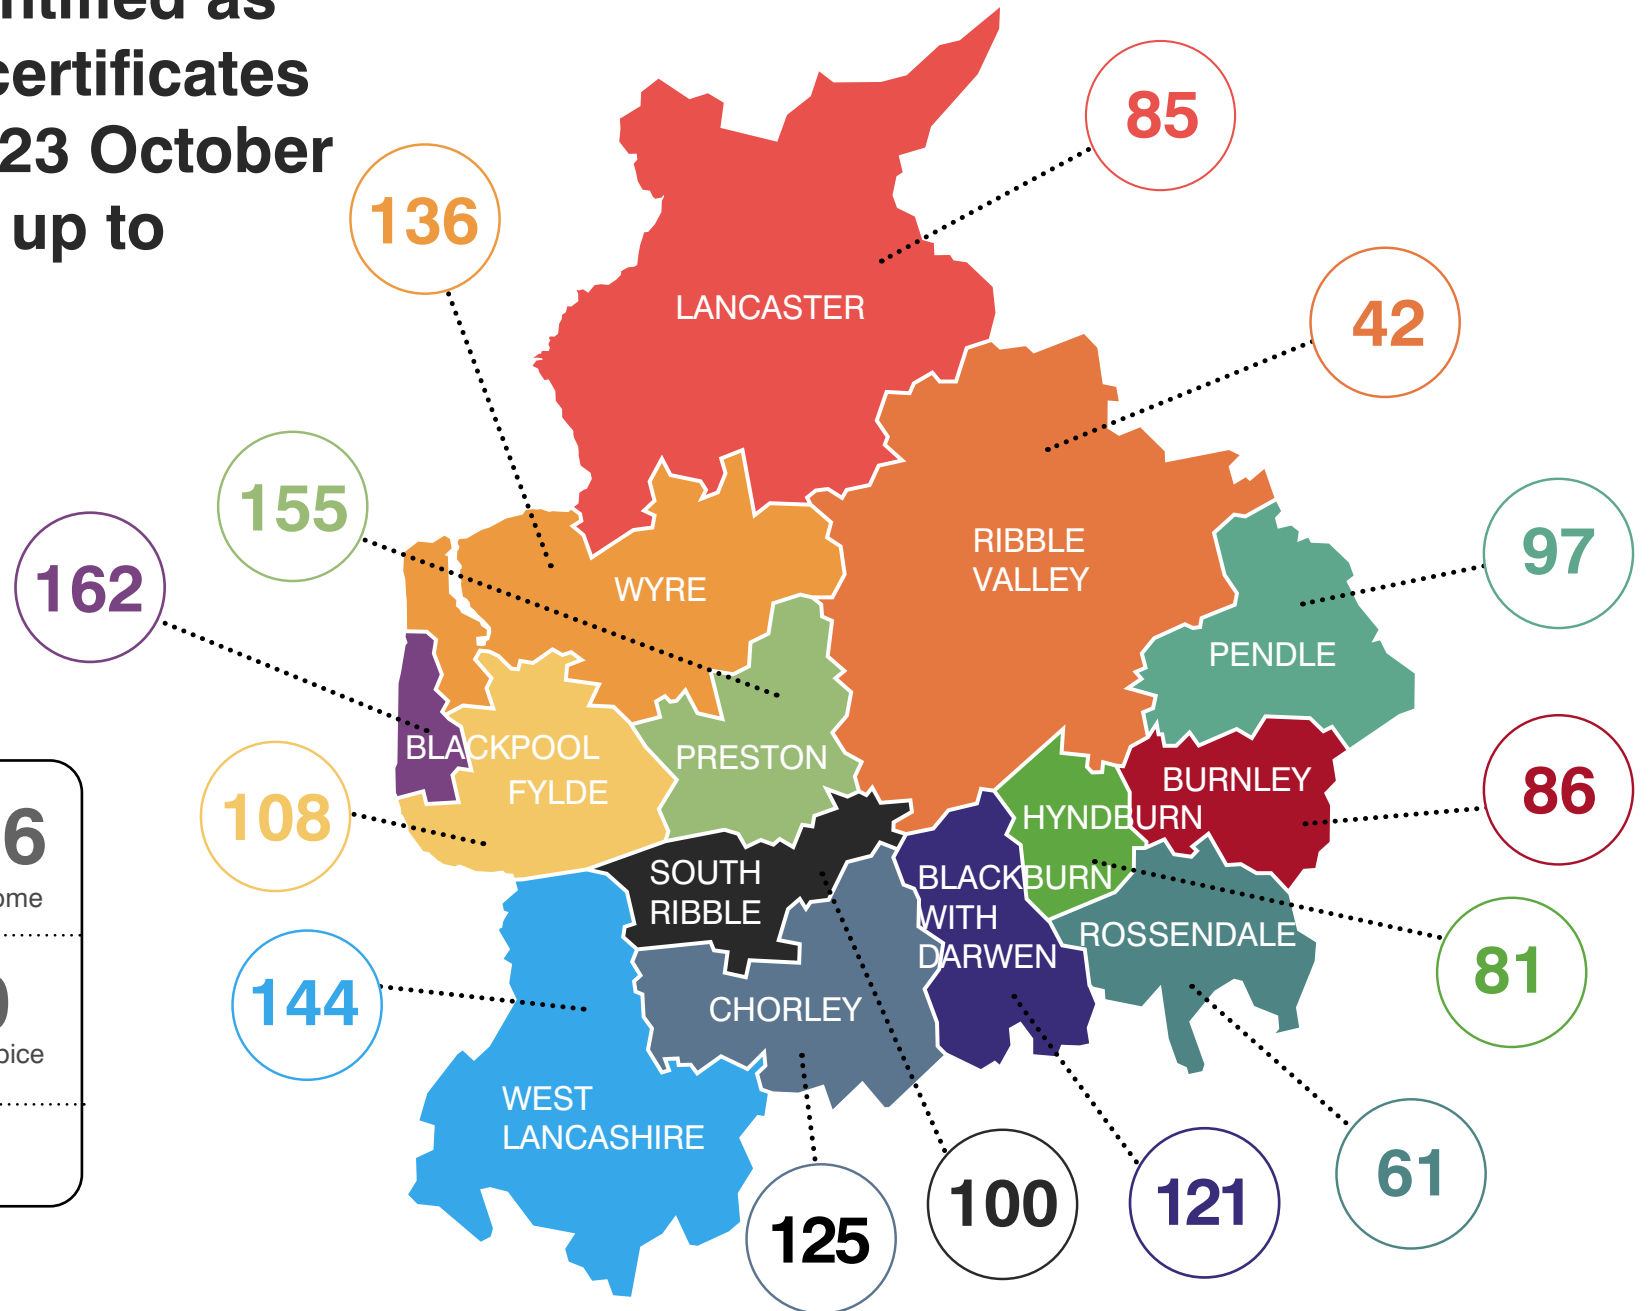 certificates
23 October
up to
85
136
42
LANCASTER
155
97
162
RIBBLE
VALLEY
WYRE
PENDLE
BLACKPOOL
FYLDE
PRESTON
BURNLEY
86
108
HYNDBURN
SOUTH
RIBBLE
BLACKBURN
WITH
DARWEN
ROSSENDALE
81
144
CHORLEY
WEST
LANCASHIRE
125
100
121
61
6